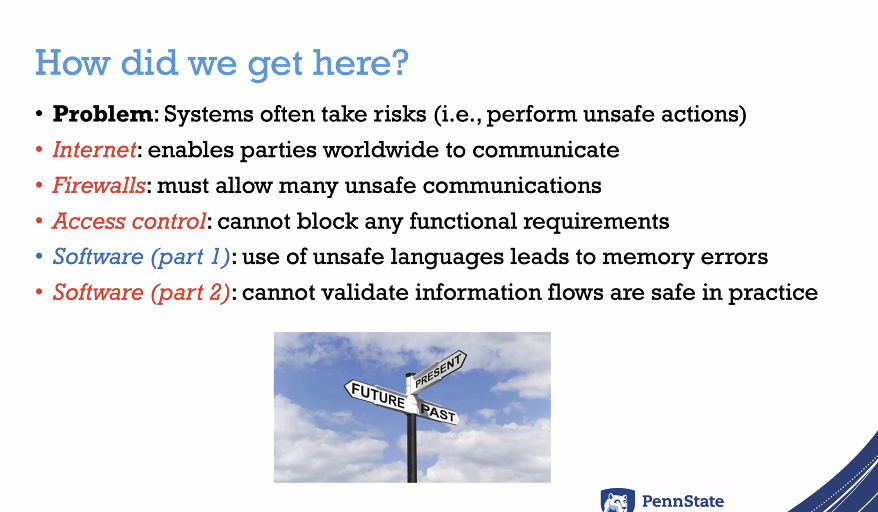 How did we get here?
• Problem: Systems often take risks (i.e., perform unsafe actions)
• Internet: enables parties worldwide to communicate
• Firewalls: must allow many unsafe communications
• Access control: cannot block any functional requirements
• Software (part 1): use of unsafe languages leads to memory errors
• Software (part 2): cannot validate information flows are safe in practice
PRESENT
FUTURE
PAST
PennState